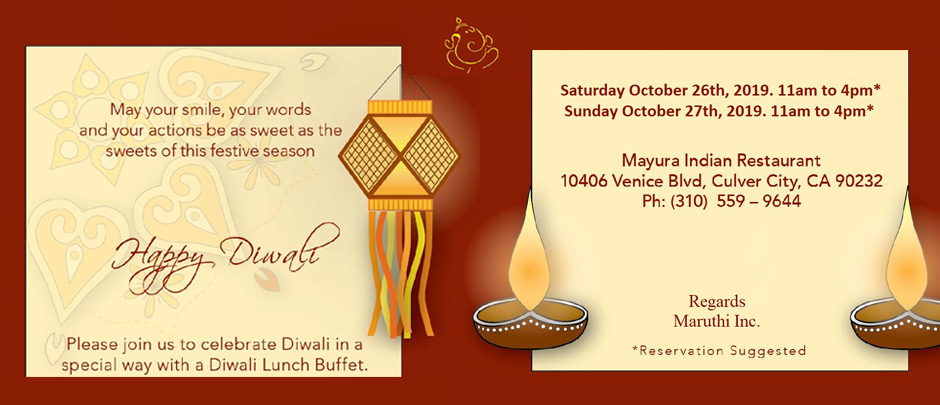 May your smile, your words
and your actions be as sweet as the
sweets of this festive season
Happy Diwali
Please join us to celebrate Diwali in a
special way with a Diwali Lunch Buffet.
Saturday October 26th, 2019. 11am to 4pm*
Sunday October 27th, 2019. 11am to 4pm*
Mayura Indian Restaurant
10406 Venice Blvd, Culver City, CA 90232
Ph: (310) 559 – 9644
Regards
Maruthi Inc.
*Reservation Suggested